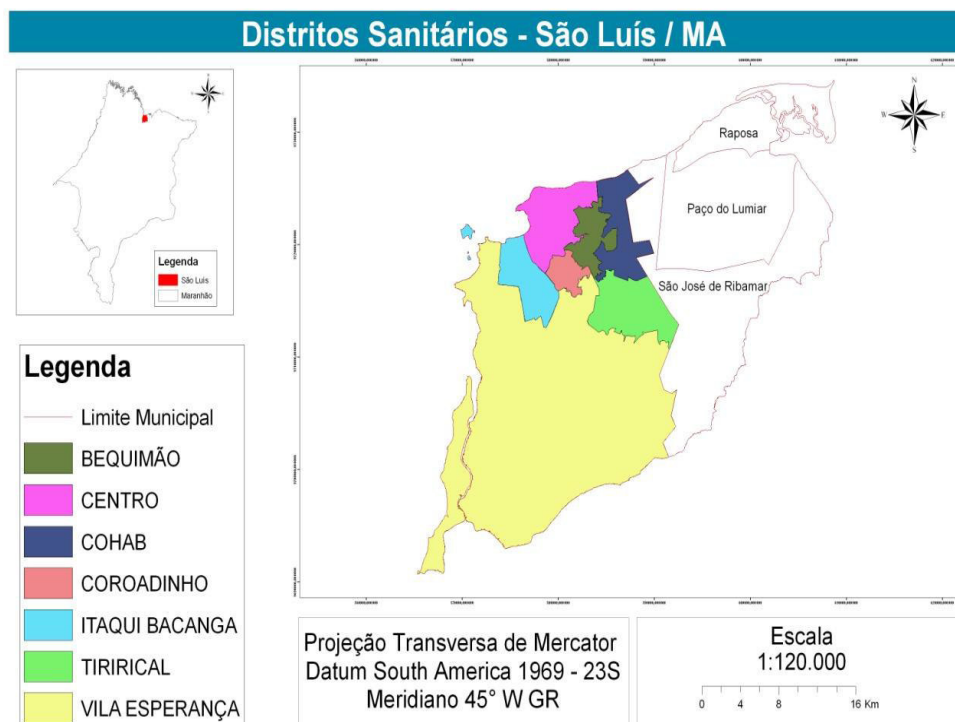 Distritos Sanitários - São Luís / MA
N
W
E
S
Raposa
Paço do Lumiar
São José de Ribamar
Legenda
São Luís
Maranhão
Legenda
Limite Municipal
BEQUIMÃO
CENTRO
COHAB
COROADINHO
ITAQUI BACANGA
TIRIRICAL
VILA ESPERANÇA
Projeção Transversa de Mercator
Datum South America 1969 - 23S
Meridiano 45° W GR
Escala
1:120.000
0 4 8 16 Km